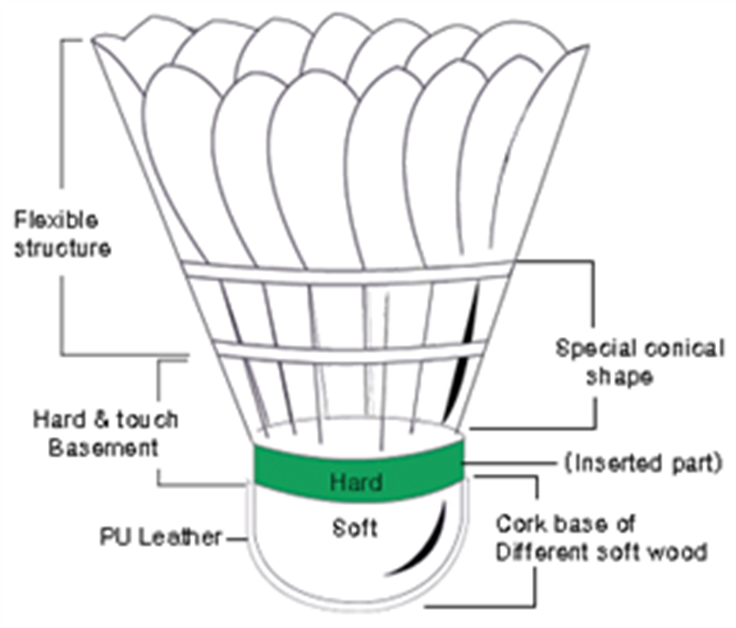 Flexible
structure
Special conical
shape
Hard & touch
Basement
(Inserted part)
Hard
Soft
PU Leather
Cork base of
Different soft wood